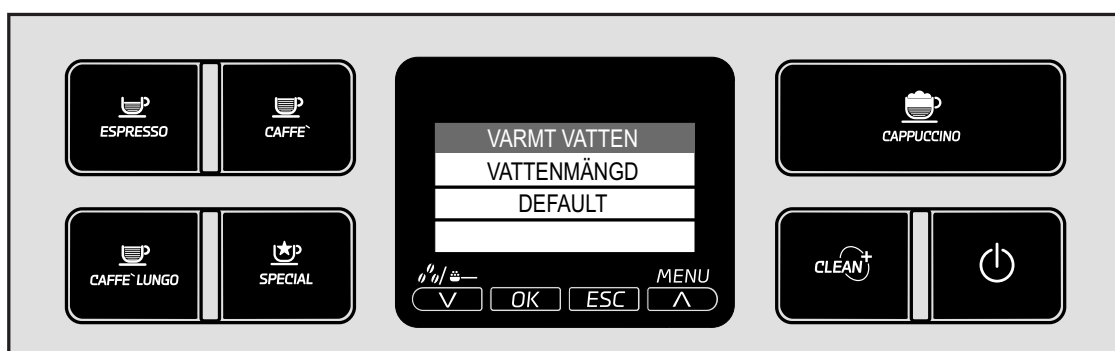 ESPRESSO
CAFFE`
CAFFE`LUNGO
SPECIAL
VARMT VATTEN
VATTENMÄNGD
DEFAULT
MENU
OK
ESC
CAPPUCCINO
CLEAN+